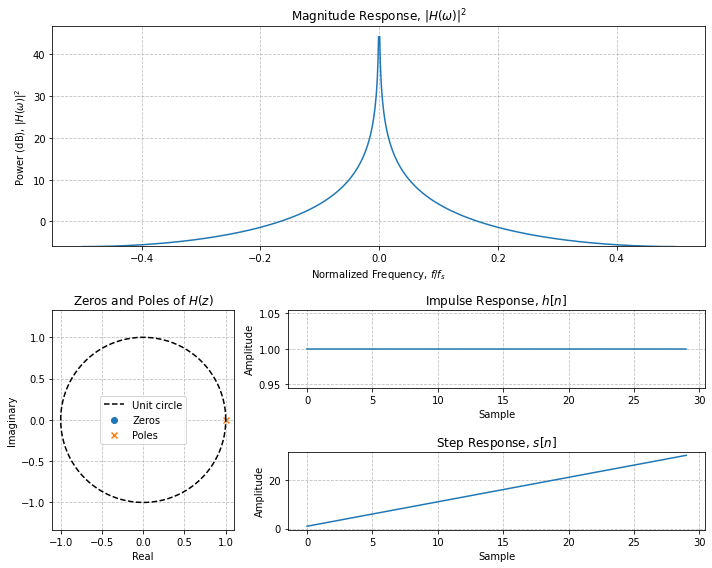 Magnitude Response, |H(ω)|²
Power (dB), |H(ω)|²
40
30
20
10
0
−0.4
−0.2
0.0
0.2
0.4
Normalized Frequency, f/fₛ
Zeros and Poles of H(z)
Imaginary
1.0
0.5
0.0
−0.5
−1.0
Unit circle
Zeros
Poles
−1.0
−0.5
0.0
0.5
1.0
Real
Impulse Response, h[n]
Amplitude
1.05
1.00
0.95
0
5
10
15
20
25
30
Sample
Step Response, s[n]
Amplitude
20
0
0
5
10
15
20
25
30
Sample